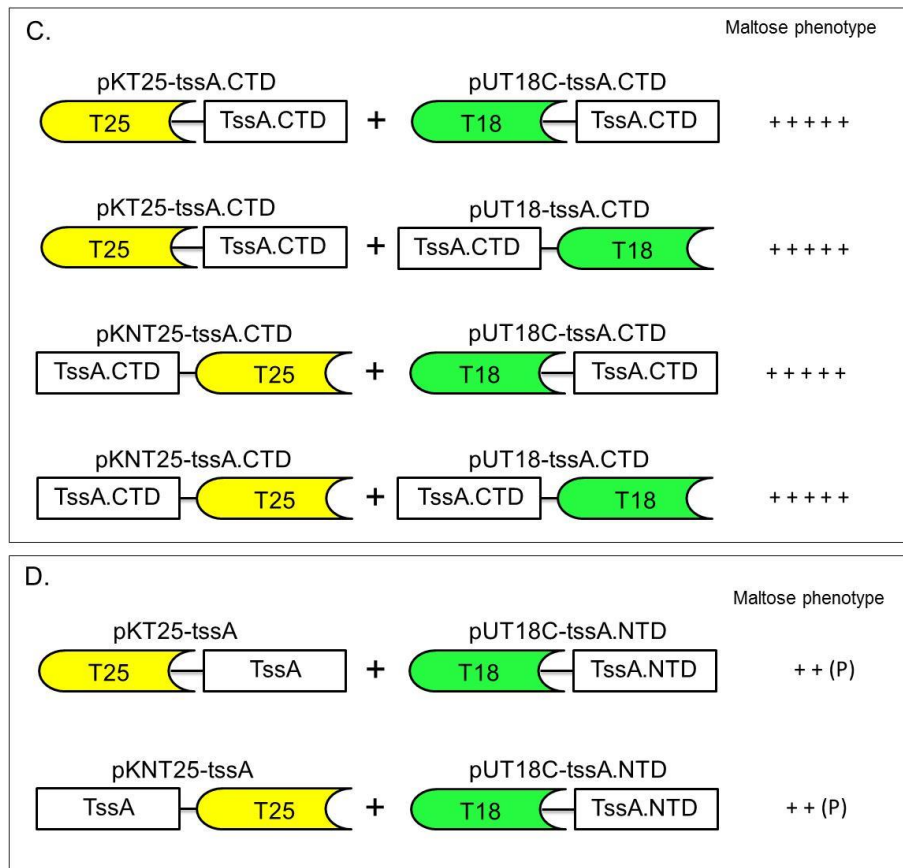 C.
Maltose phenotype
pKT25-tssA.CTD pUT18C-tssA.CTD
T25 TssA.CTD + T18 TssA.CTD + + + + +
pKT25-tssA.CTD pUT18-tssA.CTD
T25 TssA.CTD + TssA.CTD T18 + + + + +
pKNT25-tssA.CTD pUT18C-tssA.CTD
TssA.CTD T25 + T18 TssA.CTD + + + + +
pKNT25-tssA.CTD pUT18-tssA.CTD
TssA.CTD T25 + TssA.CTD T18 + + + + +
D.
Maltose phenotype
pKT25-tssA pUT18C-tssA.NTD
T25 TssA + T18 TssA.NTD + + (P)
pKNT25-tssA pUT18C-tssA.NTD
TssA T25 + T18 TssA.NTD + + (P)